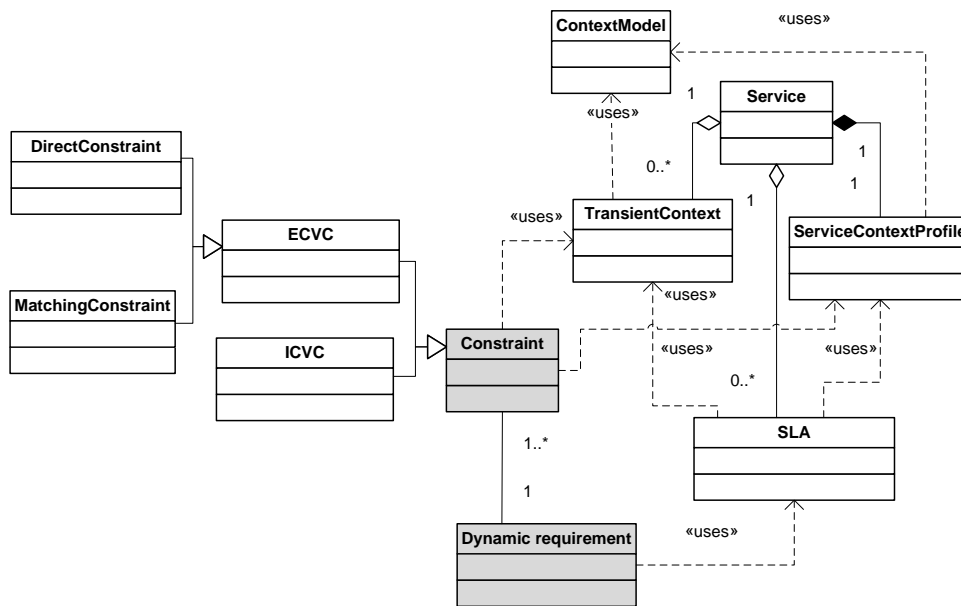 «uses»
ContextModel
1
Service
«uses»
DirectConstraint
1
0..*
1
1
TransientContext
«uses»
ECVC
ServiceContextProfile
MatchingConstraint
«uses»
Constraint
ICVC
«uses»
«uses»
0..*
SLA
1..*
1
«uses»
Dynamic requirement